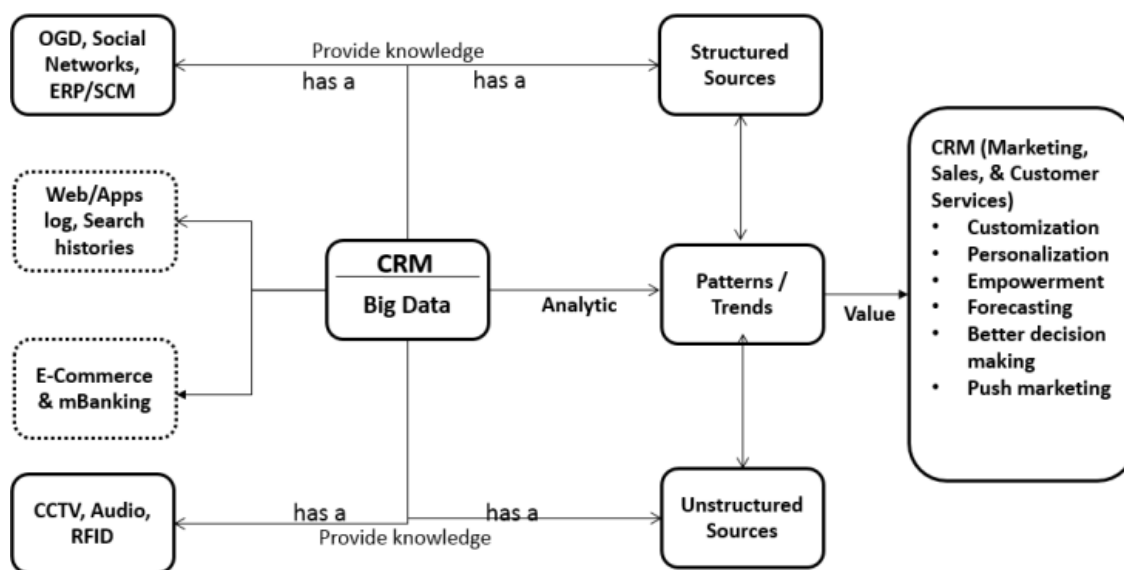 OGD, Social
Networks,
ERP/SCM
Provide knowledge
has a
has a
Structured
Sources
Web/Apps
log, Search
histories
CRM
Big Data
Analytic
Patterns /
Trends
Value
CRM (Marketing,
Sales, & Customer
Services)
• Customization
• Personalization
• Empowerment
• Forecasting
• Better decision
making
• Push marketing
E-Commerce
& mBanking
CCTV, Audio,
RFID
has a
has a
Provide knowledge
Unstructured
Sources